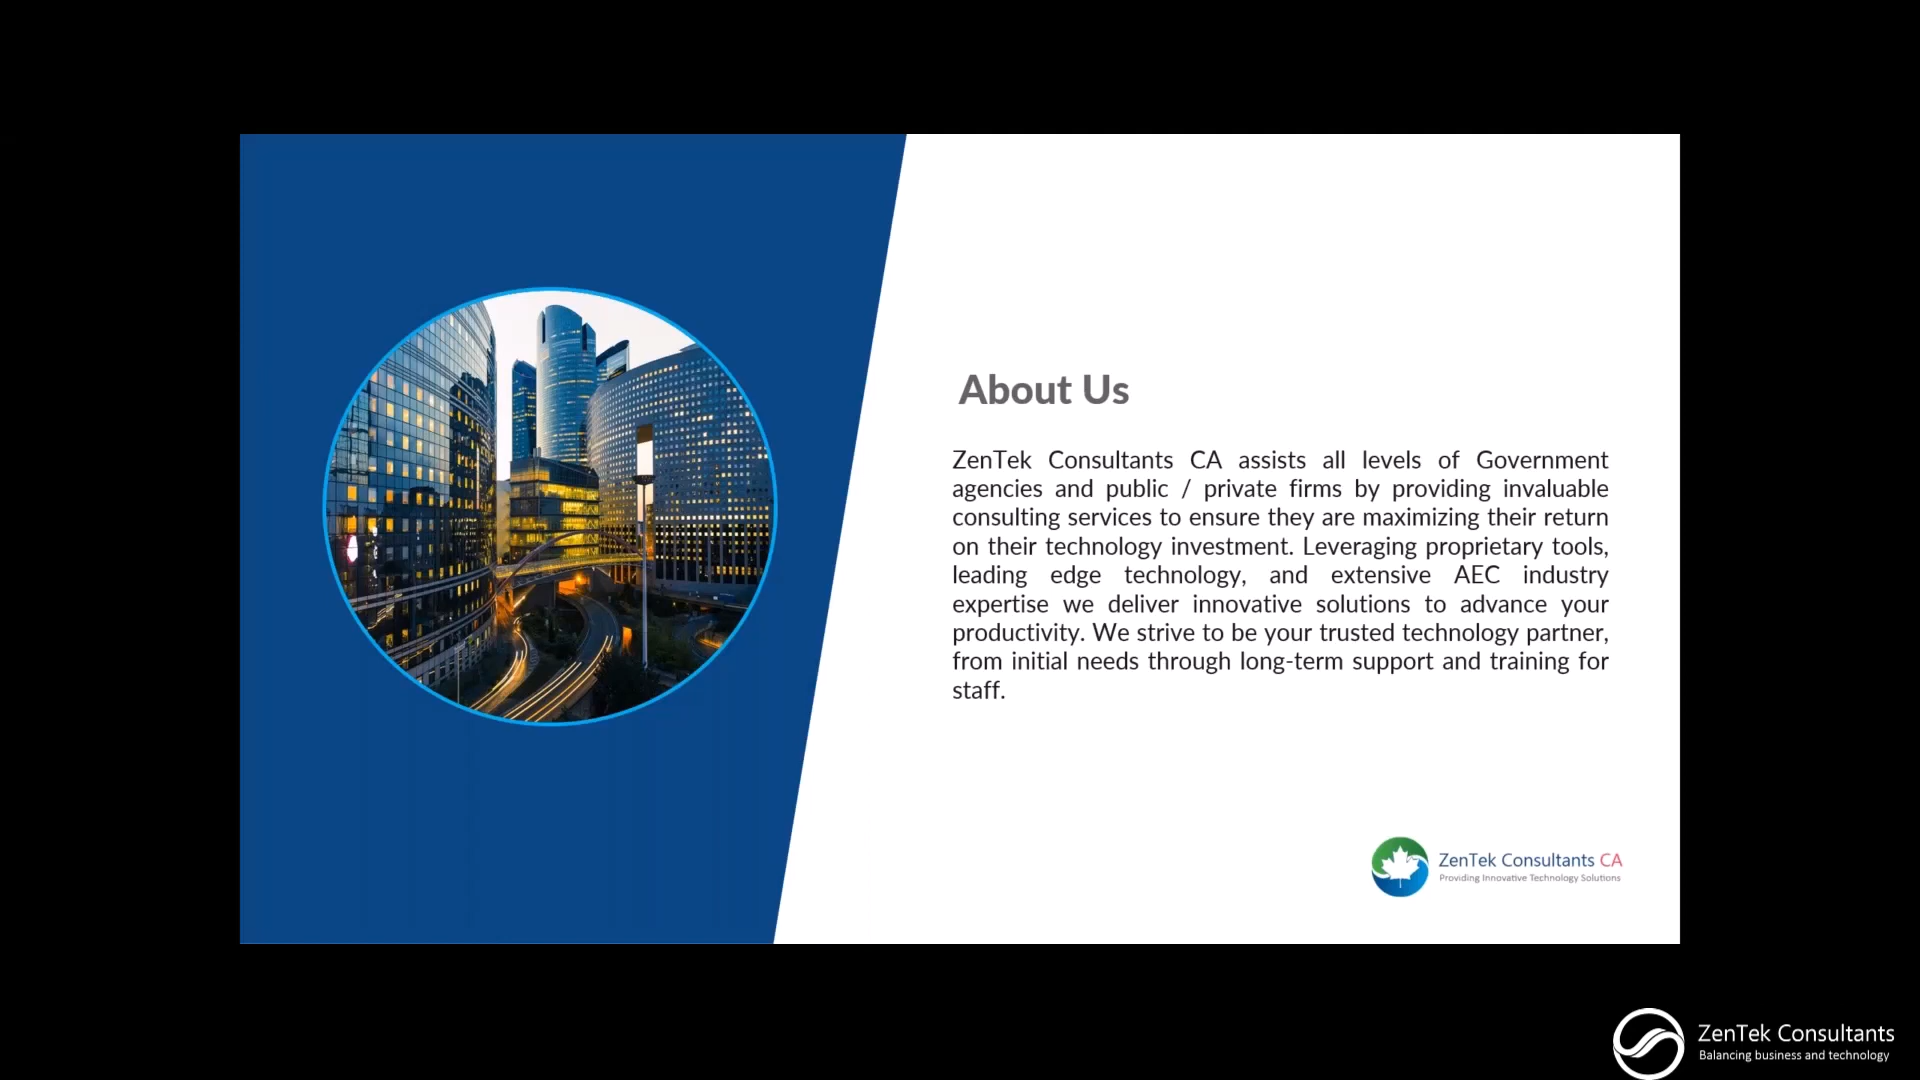 About Us
ZenTek Consultants CA assists all levels of Government
agencies and public / private firms by providing invaluable
consulting services to ensure they are maximizing their return
on their technology investment. Leveraging proprietary tools,
leading edge technology, and extensive AEC industry
expertise we deliver innovative solutions to advance your
productivity. We strive to be your trusted technology partner,
from initial needs through long-term support and training for
staff.
ZenTek Consultants CA
Providing Innovative Technology Solutions
ZenTek Consultants
Balancing business and technology